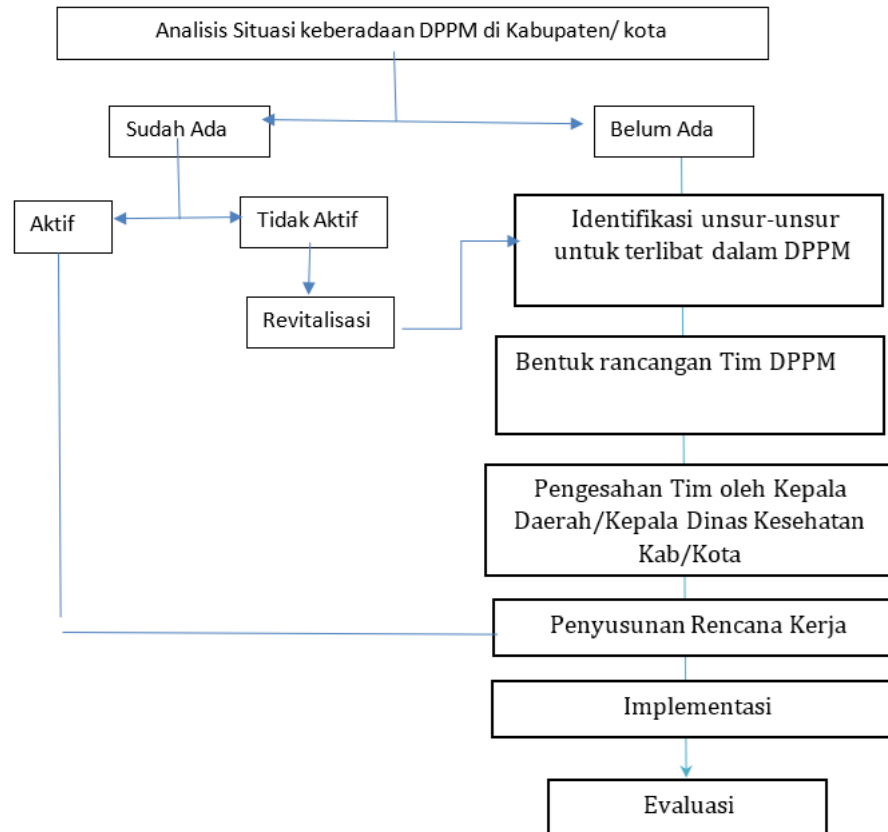 Analisis Situasi keberadaan DPPM di Kabupaten/ kota
Sudah Ada
Belum Ada
Aktif
Tidak Aktif
Identifikasi unsur-unsur
untuk terlibat dalam DPPM
Revitalisasi
Bentuk rancangan Tim DPPM
Pengesahan Tim oleh Kepala
Daerah/Kepala Dinas Kesehatan
Kab/Kota
Penyusunan Rencana Kerja
Implementasi
Evaluasi